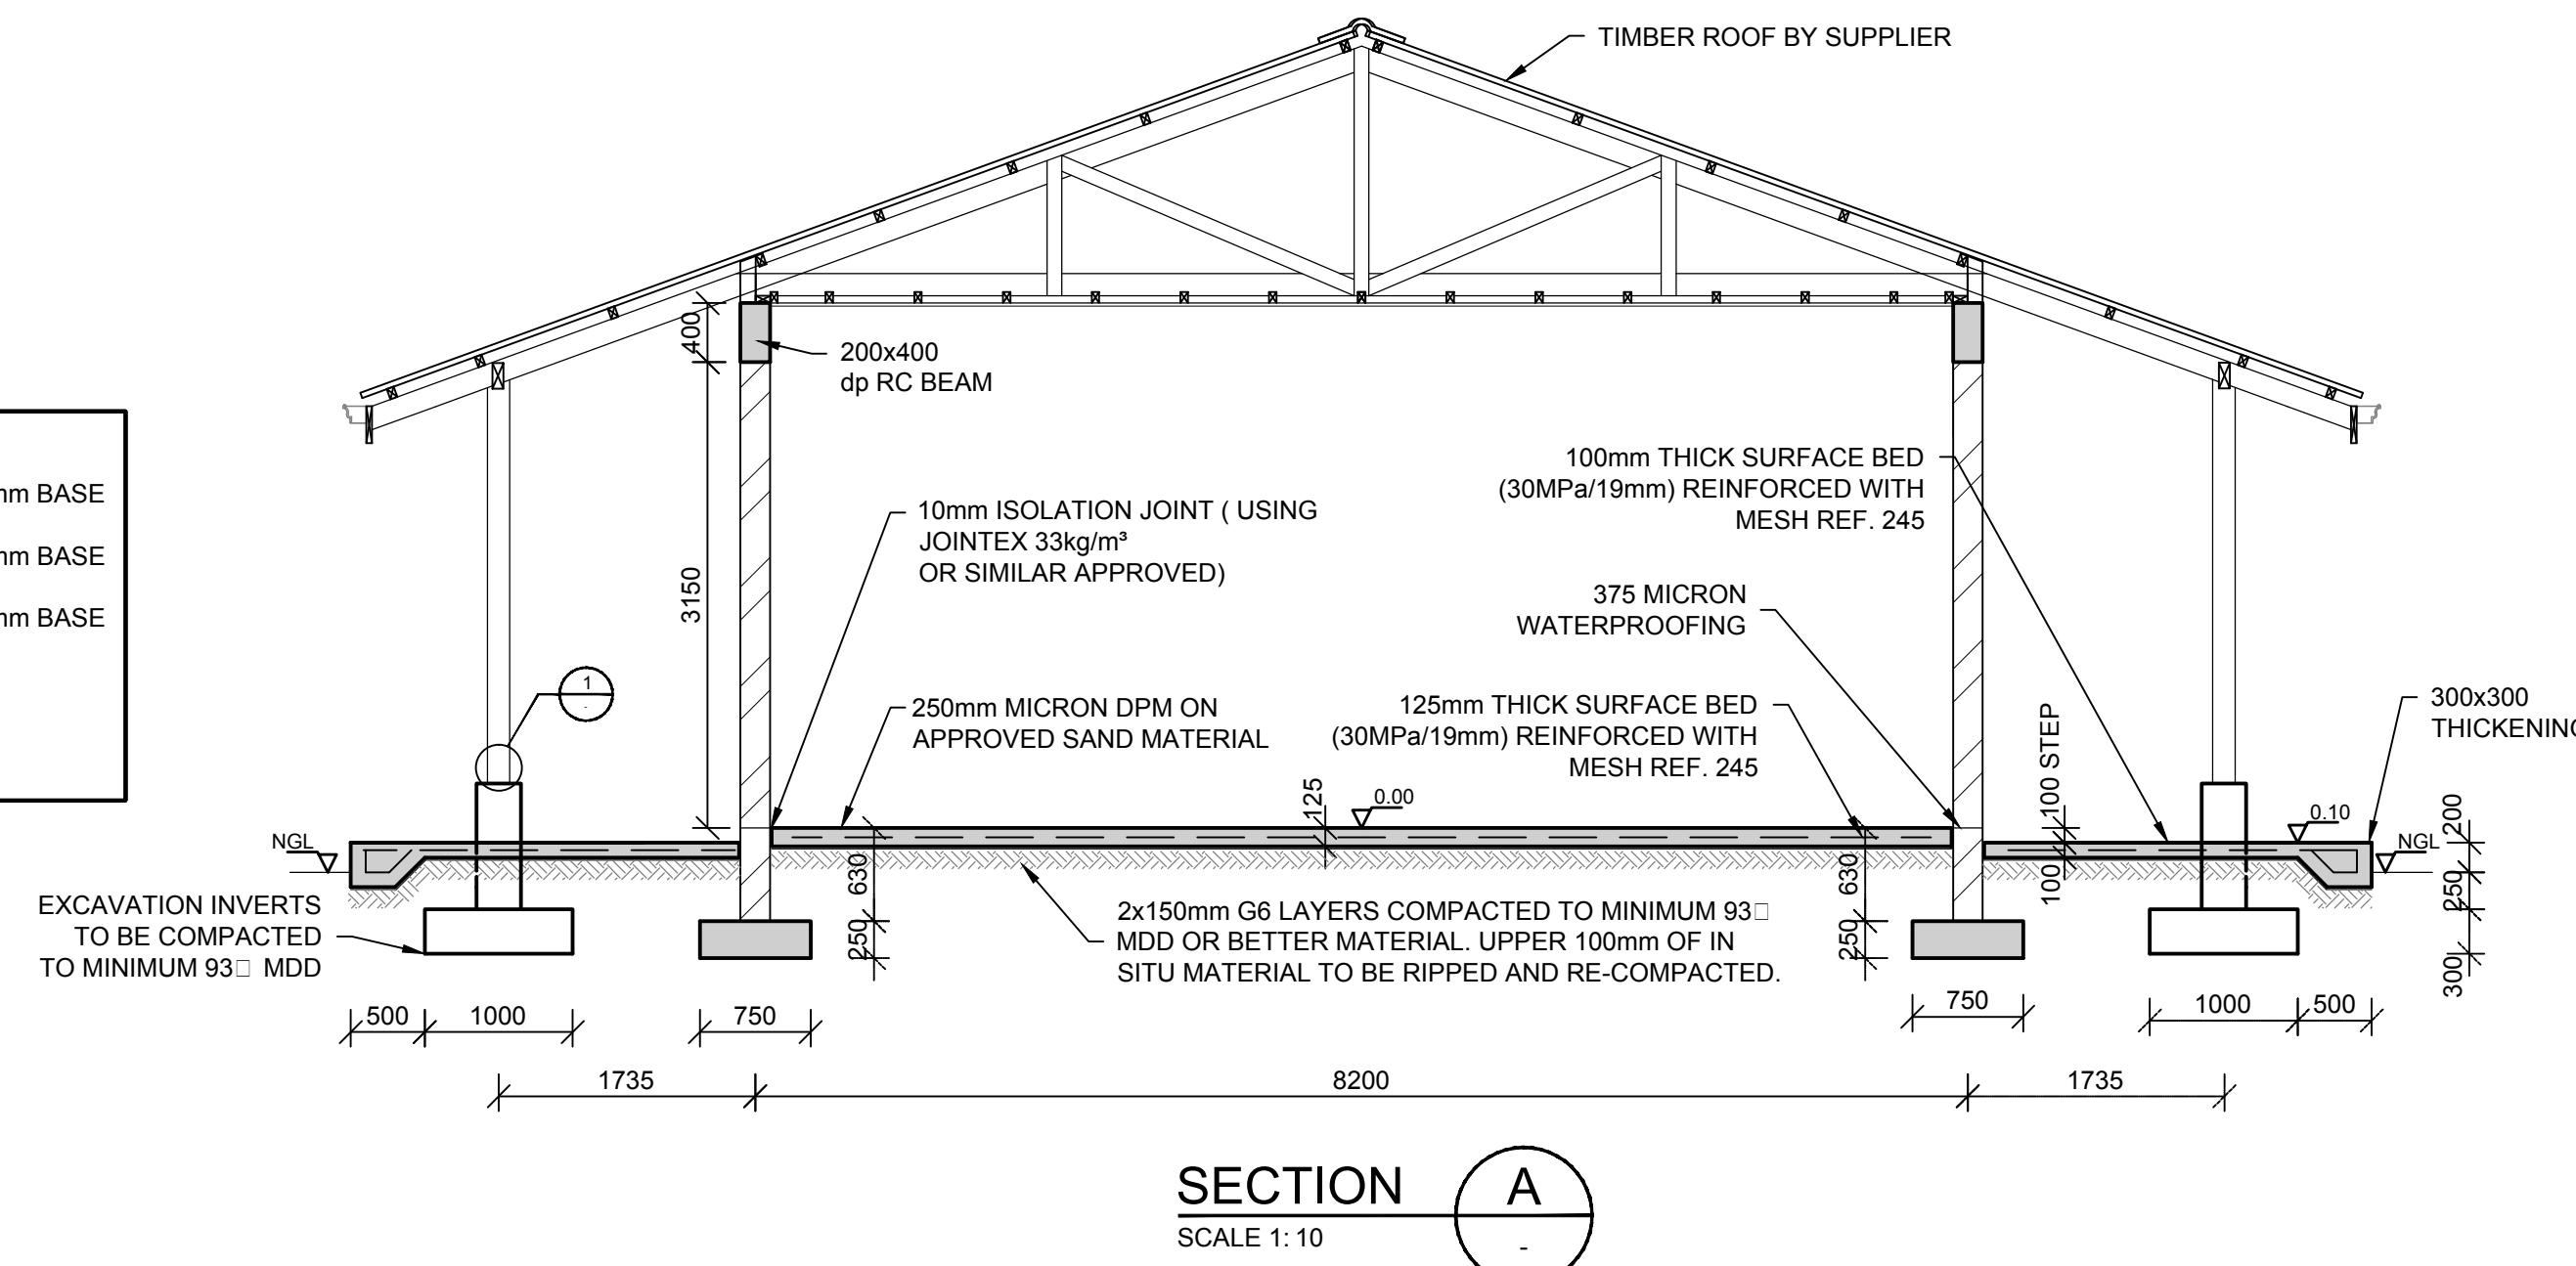 TIMBER ROOF BY SUPPLIER
400
200x400
dp RC BEAM
mm BASE
mm BASE
mm BASE
3150
10mm ISOLATION JOINT ( USING
JOINTEX 33kg/m³
OR SIMILAR APPROVED)
100mm THICK SURFACE BED
(30MPa/19mm) REINFORCED WITH
MESH REF. 245
375 MICRON
WATERPROOFING
1
-
250mm MICRON DPM ON
APPROVED SAND MATERIAL
125mm THICK SURFACE BED
(30MPa/19mm) REINFORCED WITH
MESH REF. 245
300x300
THICKENING
100 STEP
125
0.00
0.10
200
NGL
NGL
630
630
100
250
EXCAVATION INVERTS
TO BE COMPACTED
TO MINIMUM 93□ MDD
250
2x150mm G6 LAYERS COMPACTED TO MINIMUM 93□
MDD OR BETTER MATERIAL. UPPER 100mm OF IN
SITU MATERIAL TO BE RIPPED AND RE-COMPACTED.
250
300
500
1000
750
750
1000
500
1735
8200
1735
SECTION
A
SCALE 1: 10
-